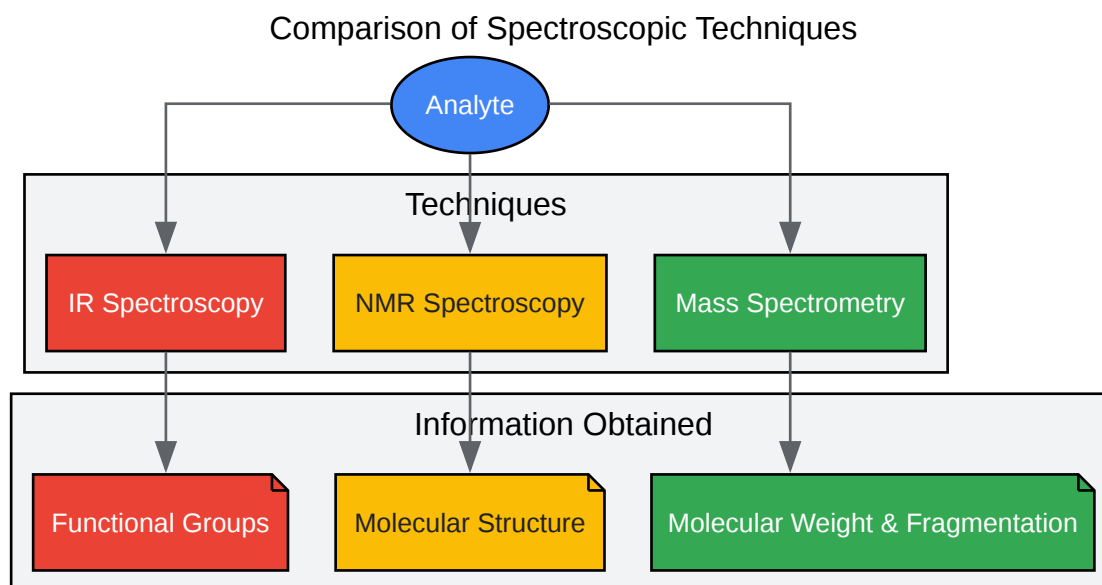 Comparison of Spectroscopic Techniques
Analyte
Techniques
IR Spectroscopy
NMR Spectroscopy
Mass Spectrometry
Information Obtained
Functional Groups
Molecular Structure
Molecular Weight & Fragmentation